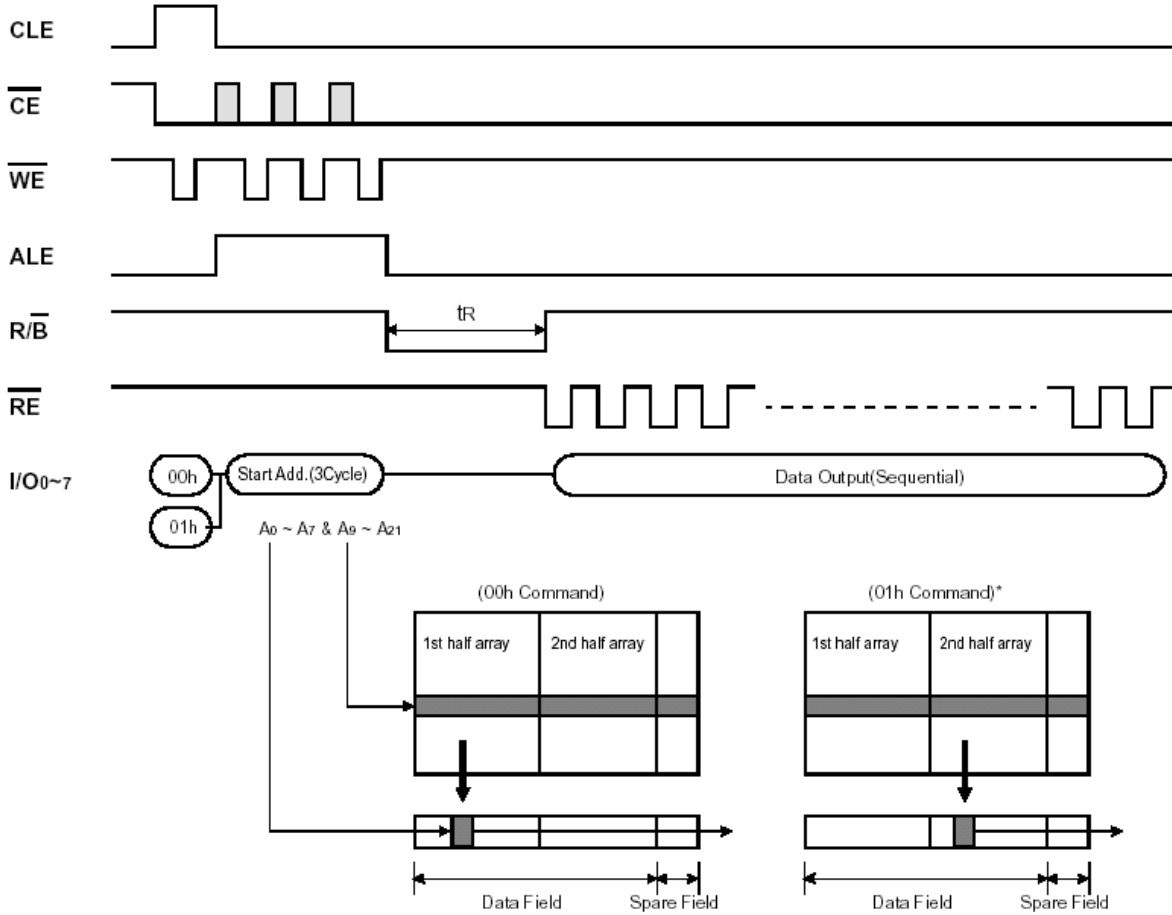 CLE
CE
WE
ALE
R/B
tR
RE
I/O0~7
00h
Start Add.(3Cycle)
Data Output(Sequential)
01h
A0 ~ A7 & A9 ~ A21
(00h Command)
(01h Command)*
1st half array
2nd half array
1st half array
2nd half array
Data Field
Spare Field
Data Field
Spare Field